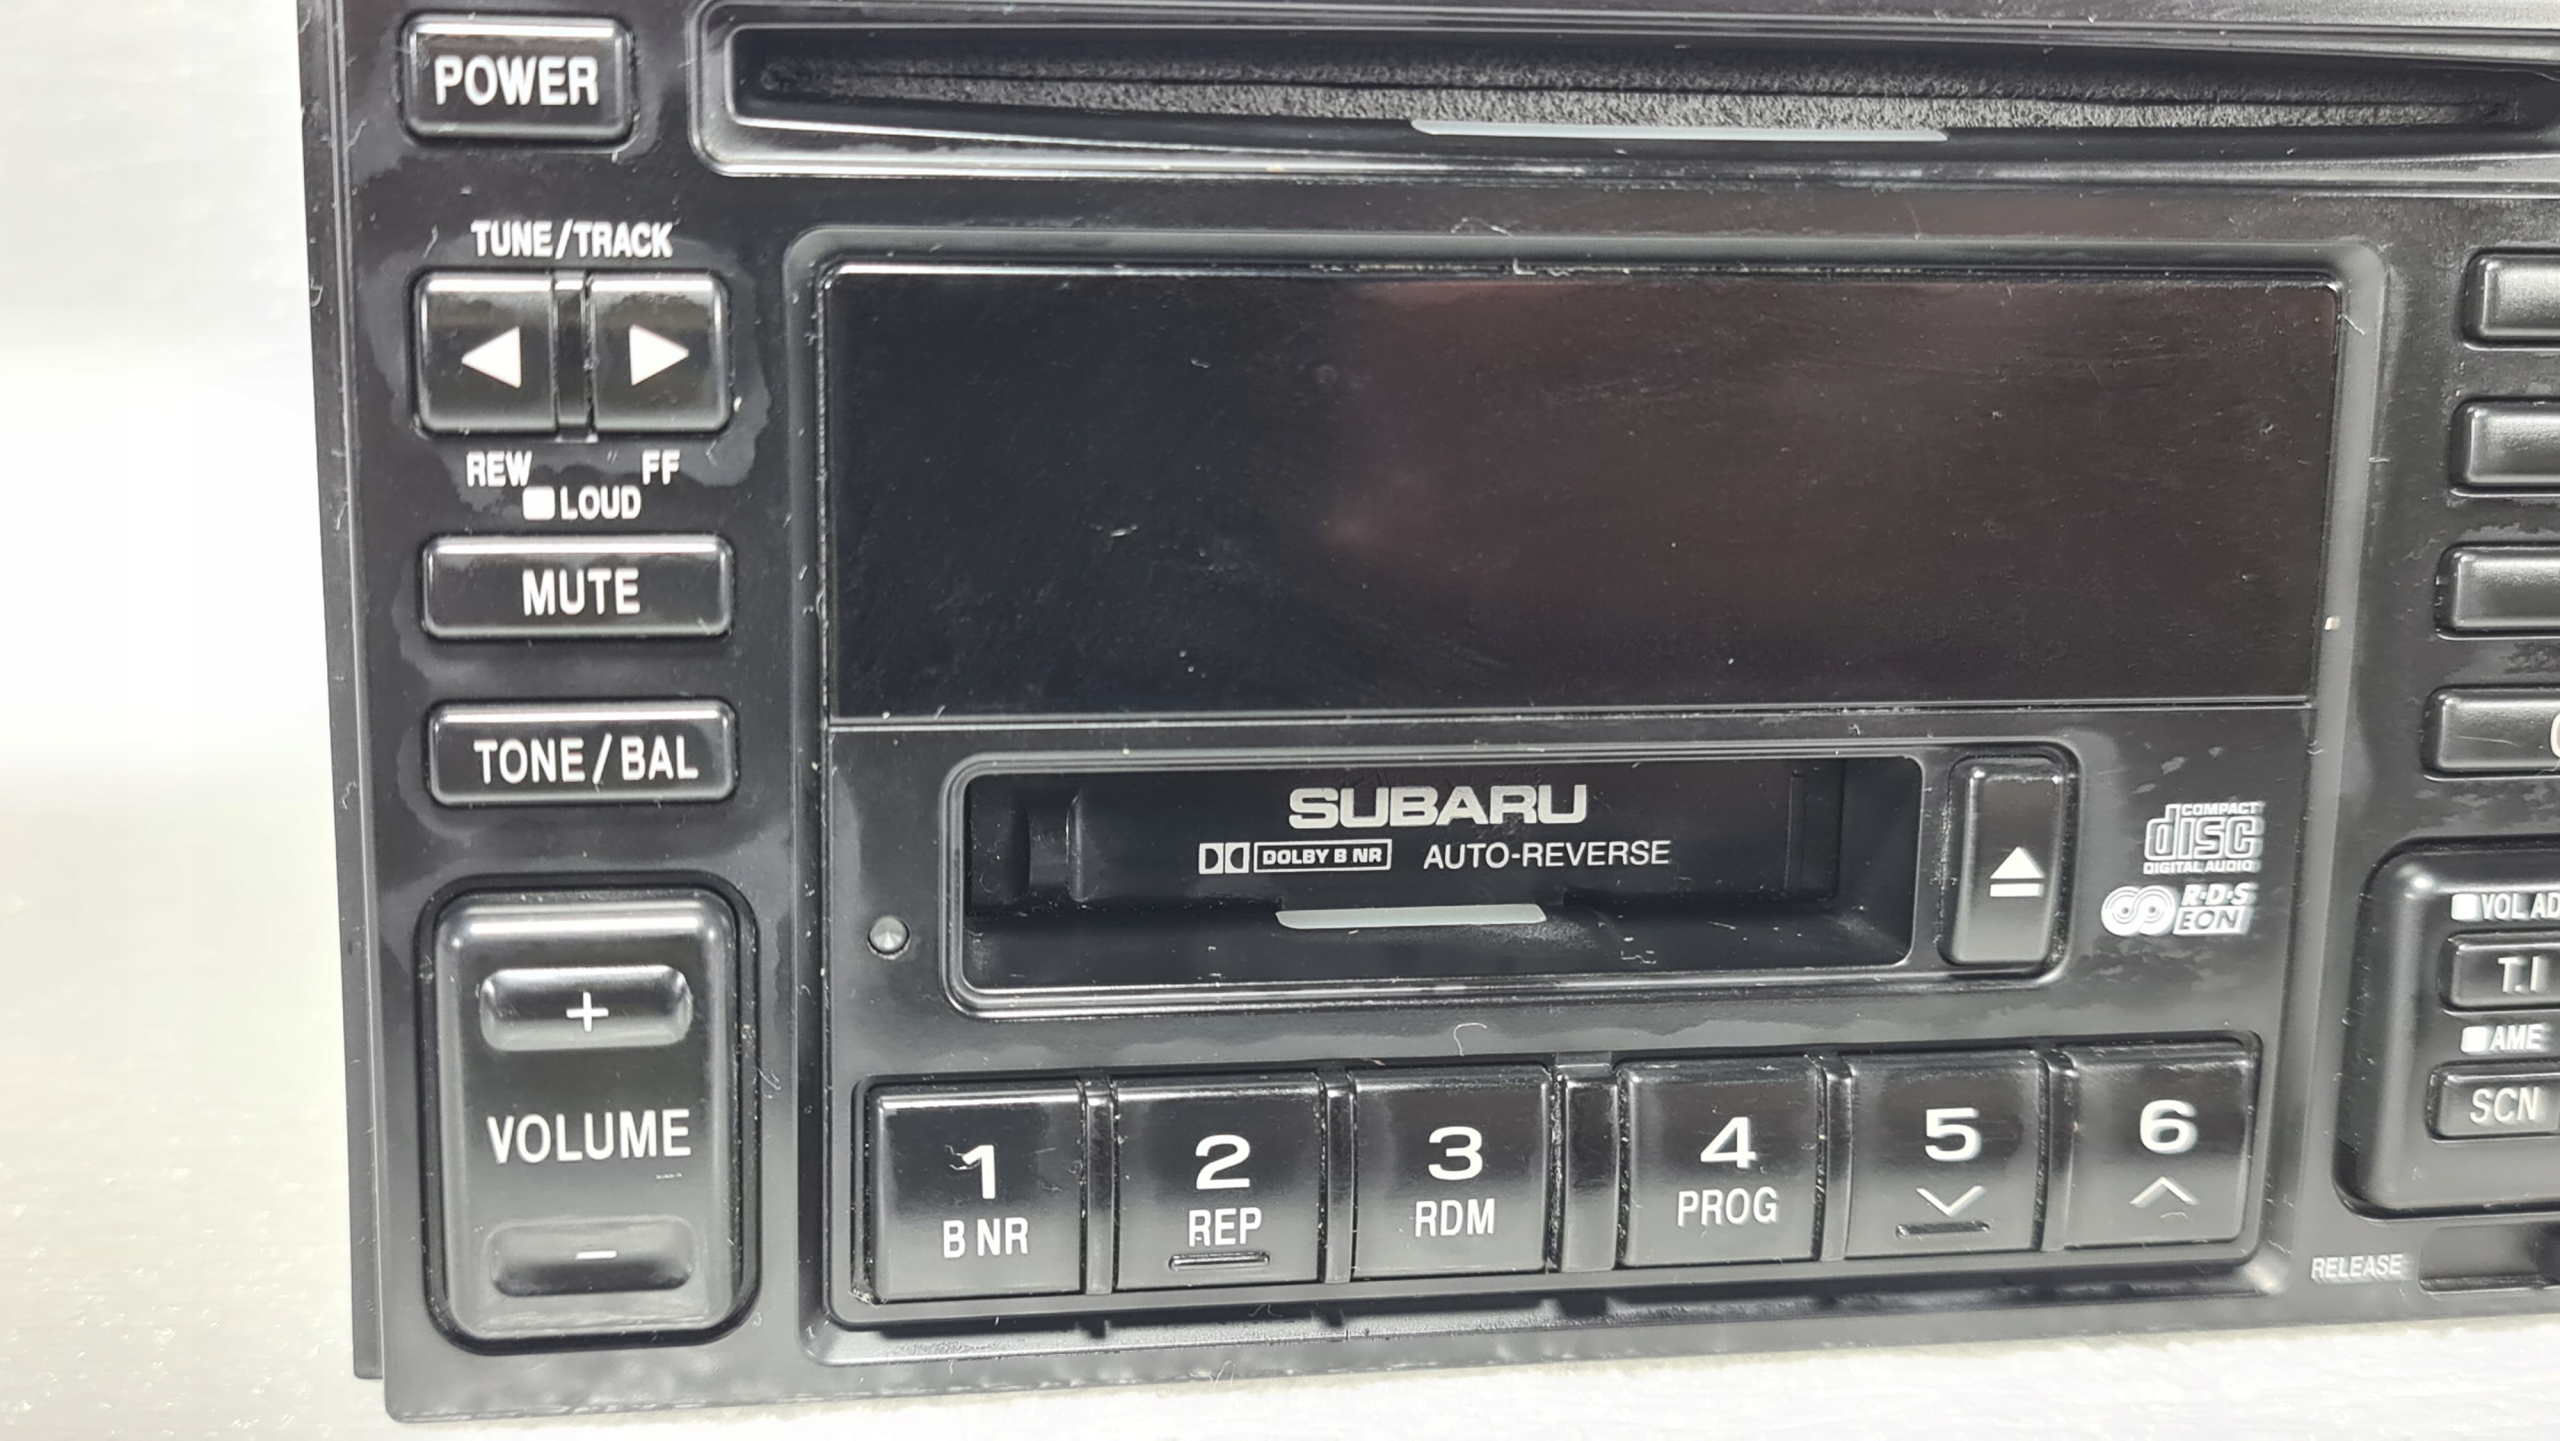 POWER
TUNE/TRACK
REW FF
LOUD
MUTE
TONE/BAL
+
VOLUME
−
SUBARU
DOLBY B NR AUTO-REVERSE
COMPACT
disc
DIGITAL AUDIO
R·D·S
EON
1 2 3 4 5 6
B NR REP RDM PROG
VOL AD
T.I
AME
SCN
RELEASE